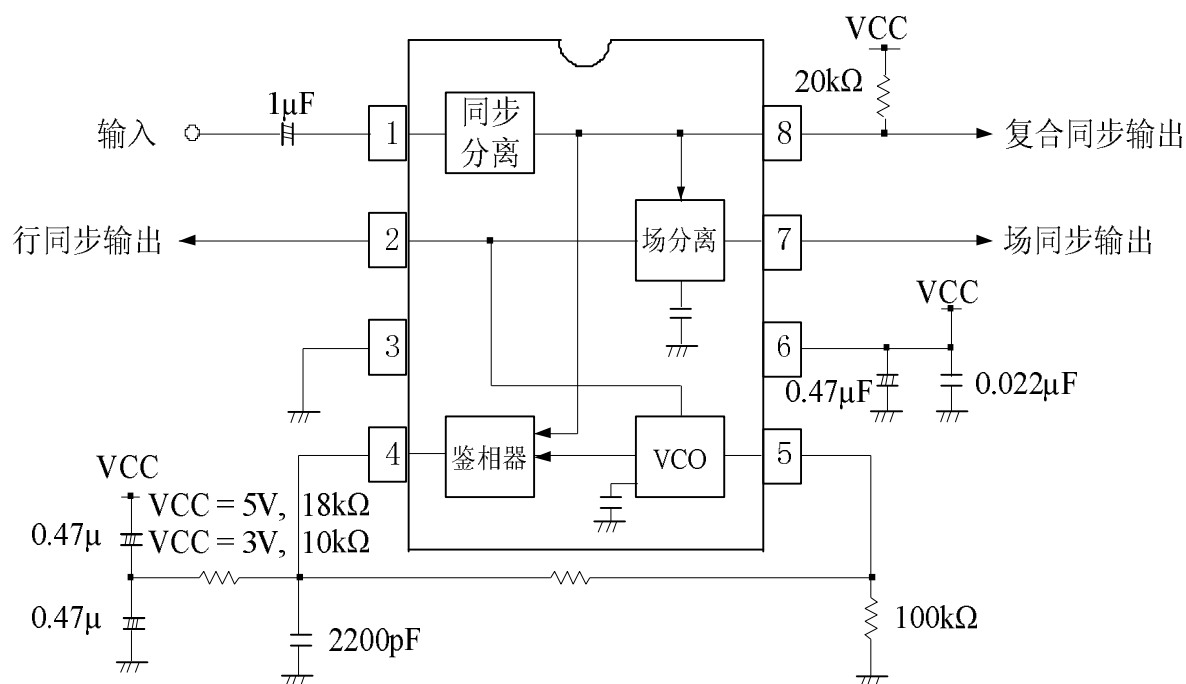 VCC
20kΩ
1μF
输入
1
同步
分离
8
复合同步输出
行同步输出
2
场分离
7
场同步输出
VCC
3
6
0.47μF
0.022μF
4
鉴相器
VCO
5
VCC
VCC = 5V, 18kΩ
0.47μ
VCC = 3V, 10kΩ
0.47μ
2200pF
100kΩ